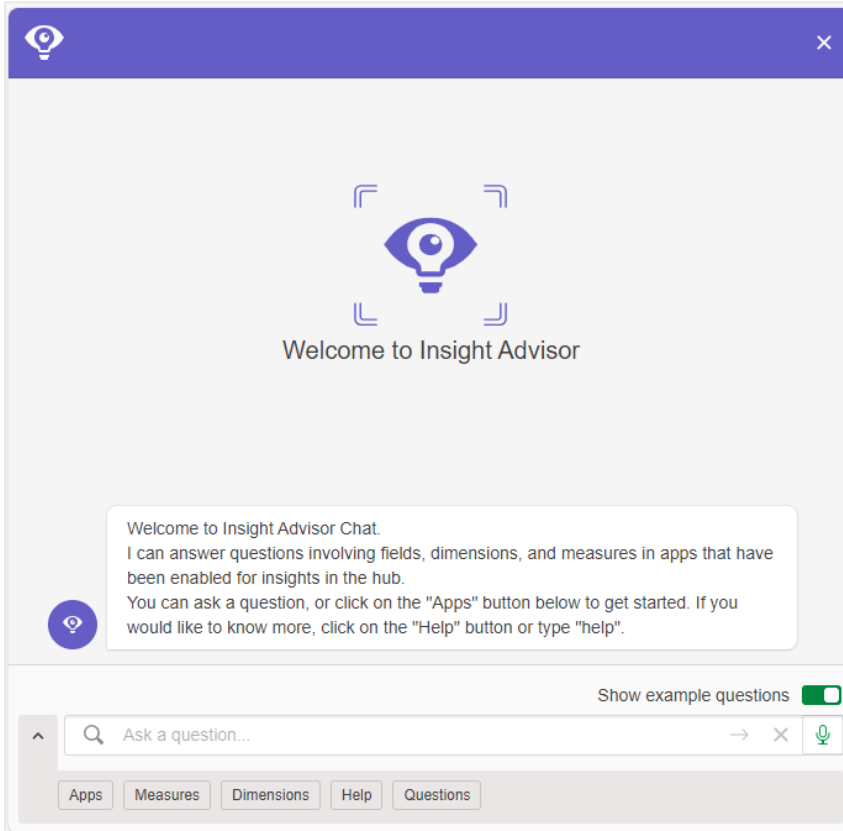 Welcome to Insight Advisor
Welcome to Insight Advisor Chat.
I can answer questions involving fields, dimensions, and measures in apps that have
been enabled for insights in the hub.
You can ask a question, or click on the "Apps" button below to get started. If you
would like to know more, click on the "Help" button or type "help".
Show example questions
Ask a question...
Apps Measures Dimensions Help Questions